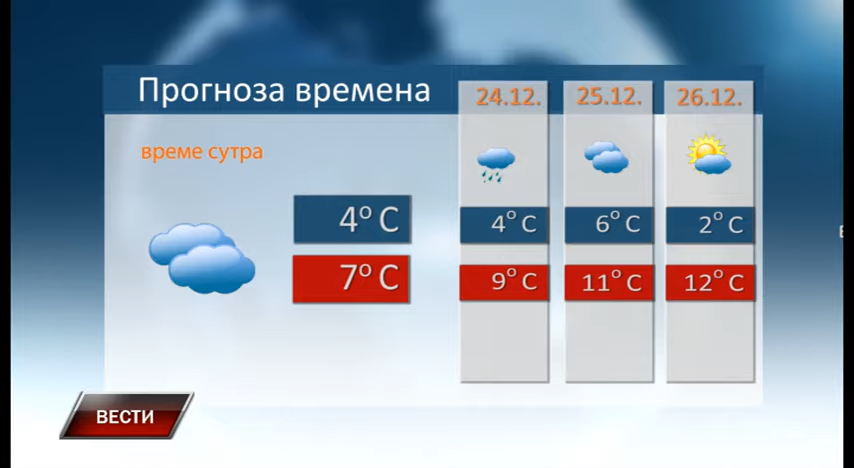 Прогноза времена
време сутра
4° C
7° C
24.12.
4° C
9° C
25.12.
6° C
11° C
26.12.
2° C
12° C
ВЕСТИ